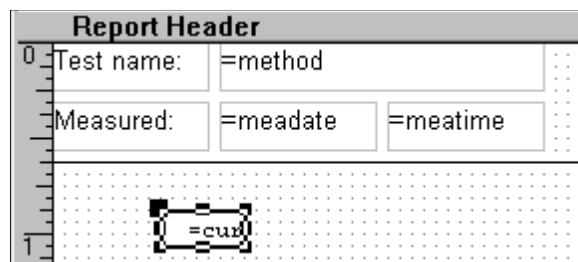 Report Header
0
Test name: =method
Measured: =meadate =meatime
=cur
1